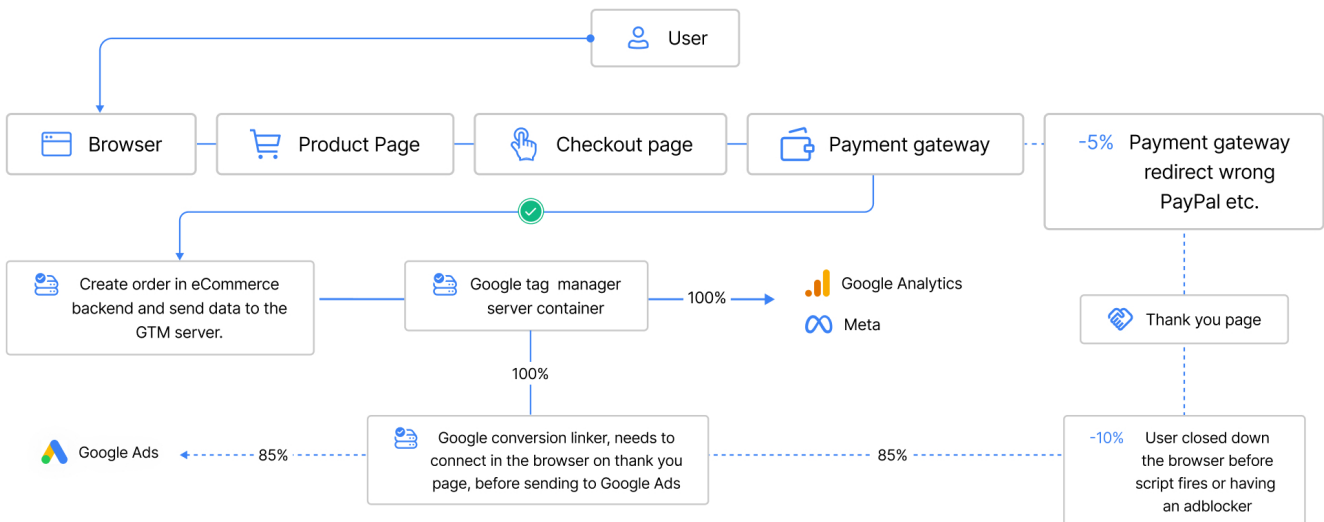 User
Browser
Product Page
Checkout page
Payment gateway
-5% Payment gateway
redirect wrong
PayPal etc.
Create order in eCommerce
backend and send data to the
GTM server.
Google tag manager
server container
100%
Google Analytics
Meta
Thank you page
100%
Google Ads
85%
Google conversion linker, needs to
connect in the browser on thank you
page, before sending to Google Ads
85%
-10% User closed down
the browser before
script fires or having
an adblocker